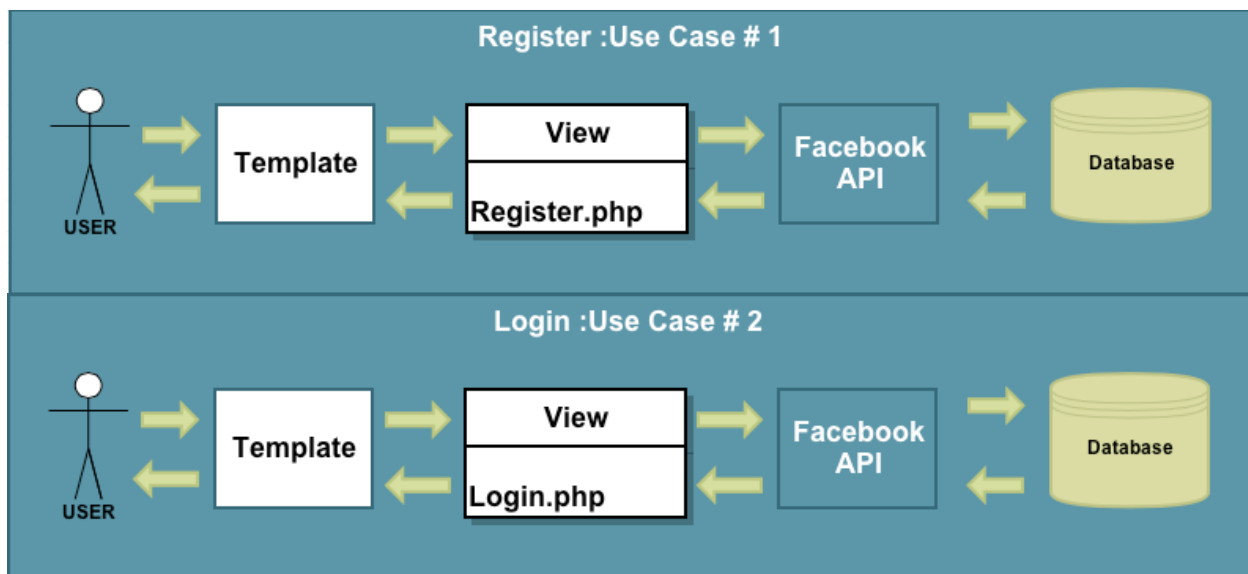 Register :Use Case # 1
USER
Template
View
Register.php
Facebook
API
Database
Login :Use Case # 2
USER
Template
View
Login.php
Facebook
API
Database